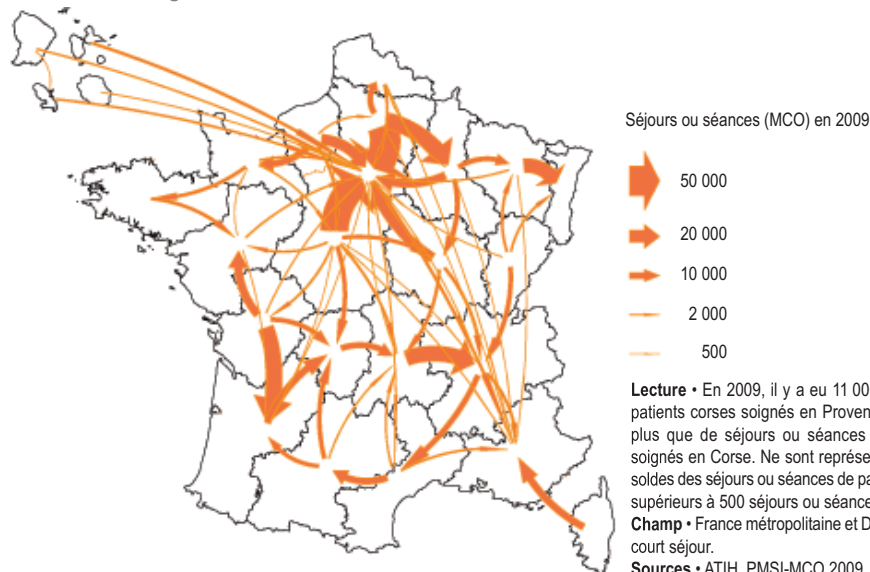 Séjours ou séances (MCO) en 2009
50 000
20 000
10 000
2 000
500
Lecture • En 2009, il y a eu 11 00
patients corses soignés en Proven
plus que de séjours ou séances
soignés en Corse. Ne sont représe
soldes des séjours ou séances de pa
supérieurs à 500 séjours ou séance
Champ • France métropolitaine et D
court séjour.
Sources • ATIH, PMSI-MCO 2009